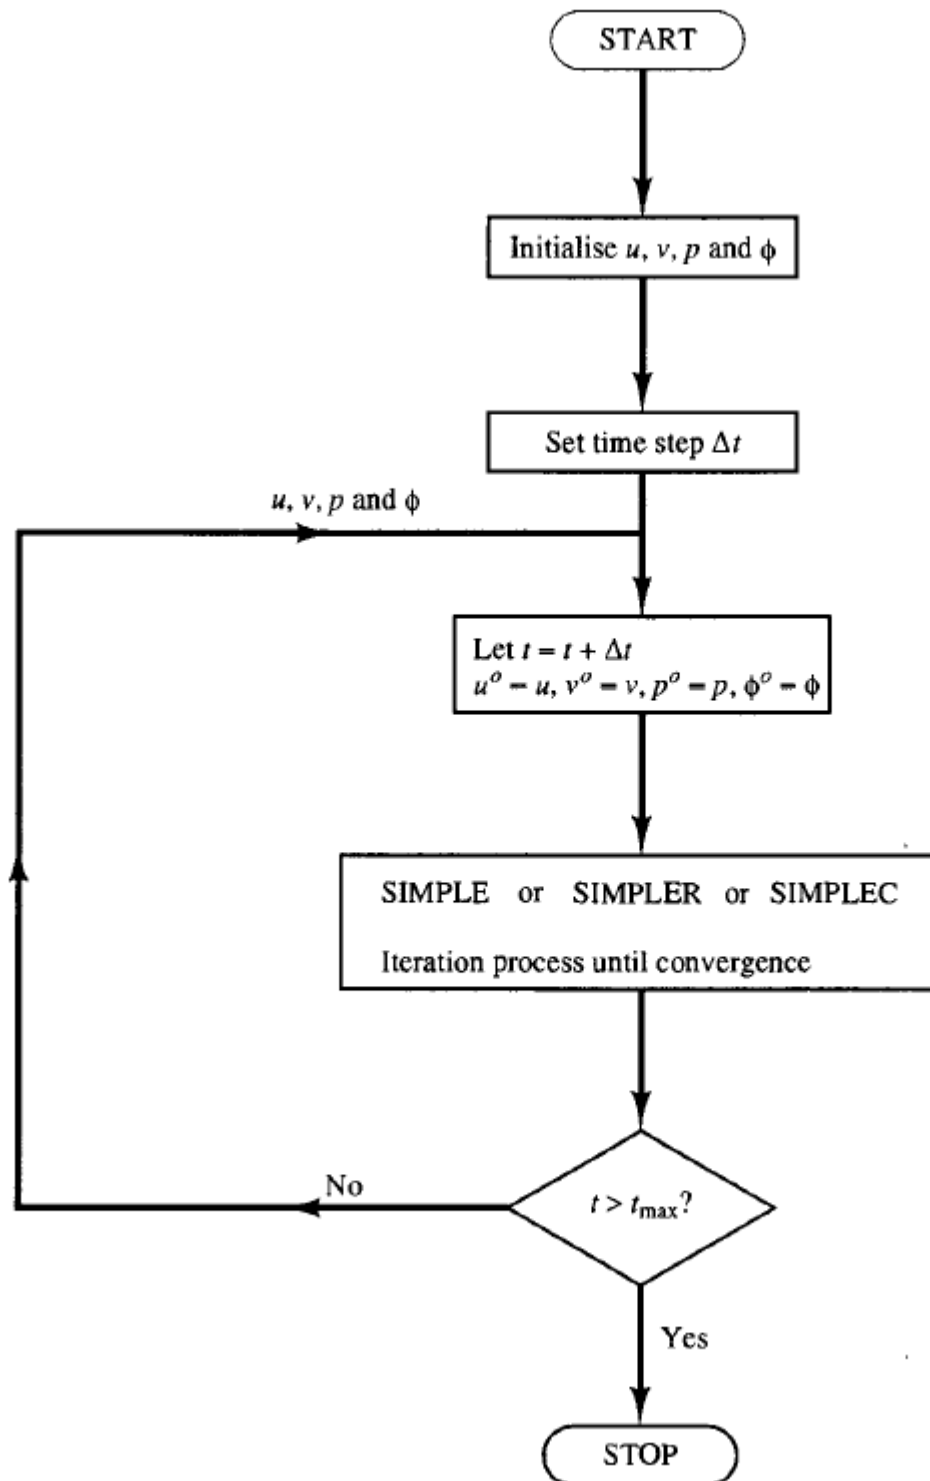 START
Initialise u, v, p and ϕ
Set time step Δt
u, v, p and ϕ
Let t = t + Δt
u° = u, v° = v, p° = p, ϕ° = ϕ
SIMPLE or SIMPLER or SIMPLEC
Iteration process until convergence
No
t > tmax?
Yes
STOP